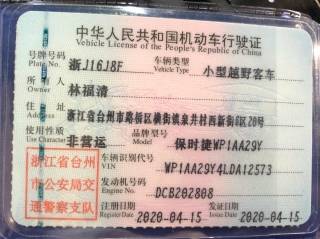 中华人民共和国机动车行驶证
Vehicle License of the People's Republic of China
号牌号码 浙J16J8F 车辆类型 小型越野客车
Plate No. Vehicle Type
所有人 林福清
Owner
住址 浙江省台州市路桥区横街镇泉井村西新街6区20号
Address
使用性质 非营运 品牌型号 保时捷WP1AA29Y
Use Character Model
浙江省台州 车辆识别代号 WP1AA29Y4LDA12573
VIN
市公安局交 发动机号码 DCB202808
Engine No.
通警察支队 注册日期 2020-04-15 发证日期 2020-04-15
Register Date Issue Date